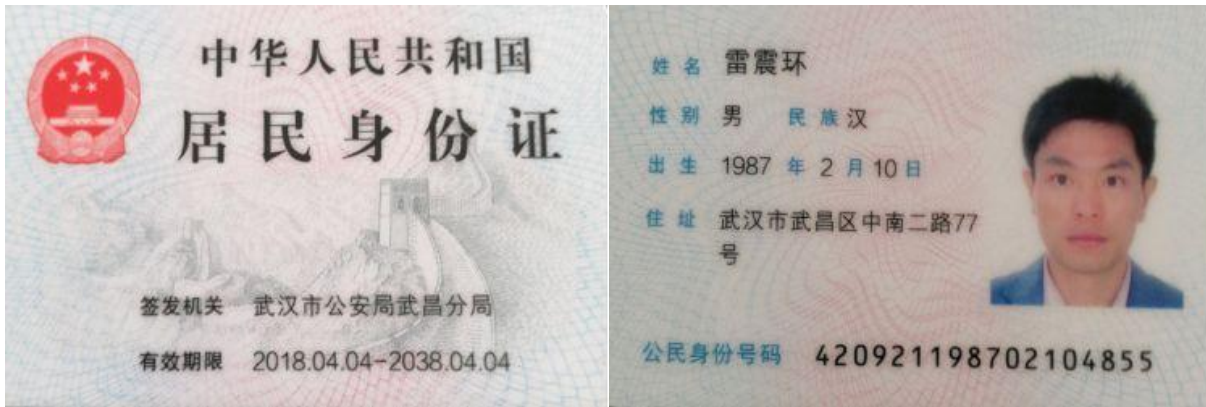 中华人民共和国
居民身份证
签发机关 武汉市公安局武昌分局
有效期限 2018.04.04-2038.04.04
姓名 雷震环
性别 男 民族 汉
出生 1987 年 2 月 10 日
住址 武汉市武昌区中南二路77
号
公民身份号码 420921198702104855